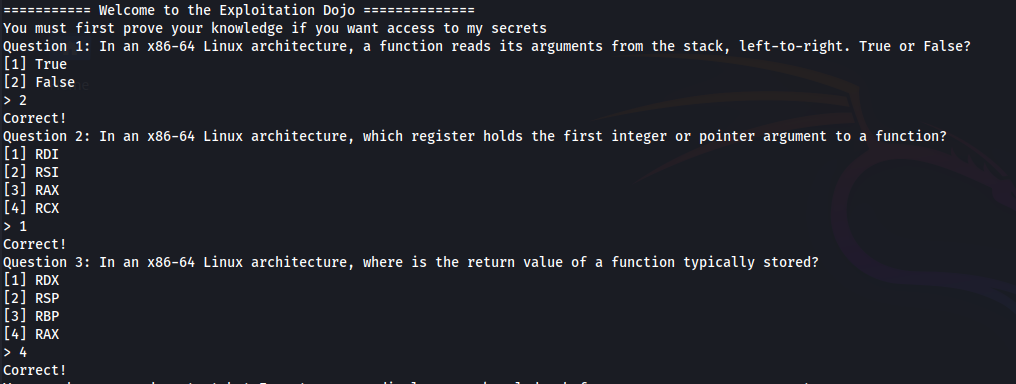 =========== Welcome to the Exploitation Dojo ==============
You must first prove your knowledge if you want access to my secrets
Question 1: In an x86-64 Linux architecture, a function reads its arguments from the stack, left-to-right. True or False?
[1] True
[2] False
> 2
Correct!
Question 2: In an x86-64 Linux architecture, which register holds the first integer or pointer argument to a function?
[1] RDI
[2] RSI
[3] RAX
[4] RCX
> 1
Correct!
Question 3: In an x86-64 Linux architecture, where is the return value of a function typically stored?
[1] RDX
[2] RSP
[3] RBP
[4] RAX
> 4
Correct!